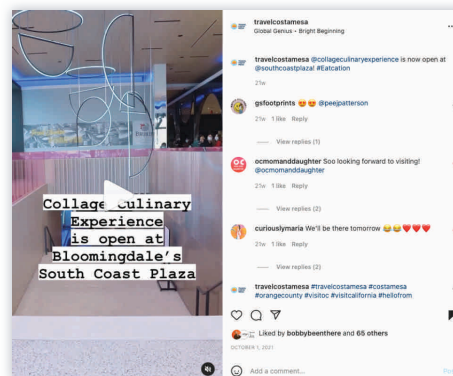 Collage Culinary
Experience
is open at
Bloomingdale's
South Coast Plaza
travelcostamesa
Global Genius • Bright Beginning
travelcostamesa @collageculinaryexperience is now open at
@southcoastplaza! #Eatcation
21w
gsfootprints 😍 😍 @peejpatterson
21w 1 like Reply
View replies (1)
ocmomanddaughter Soo looking forward to visiting!
@ocmomanddaughter
21w 1 like Reply
View replies (2)
curiouslymaria We'll be there tomorrow 😂😂❤️❤️❤️
21w 1 like Reply
View replies (2)
travelcostamesa #travelcostamesa #costamesa
#orangecounty #visitoc #visitcalifornia #hellofrom
Liked by bobbybeenthere and 65 others
OCTOBER 1, 2021
Add a comment...